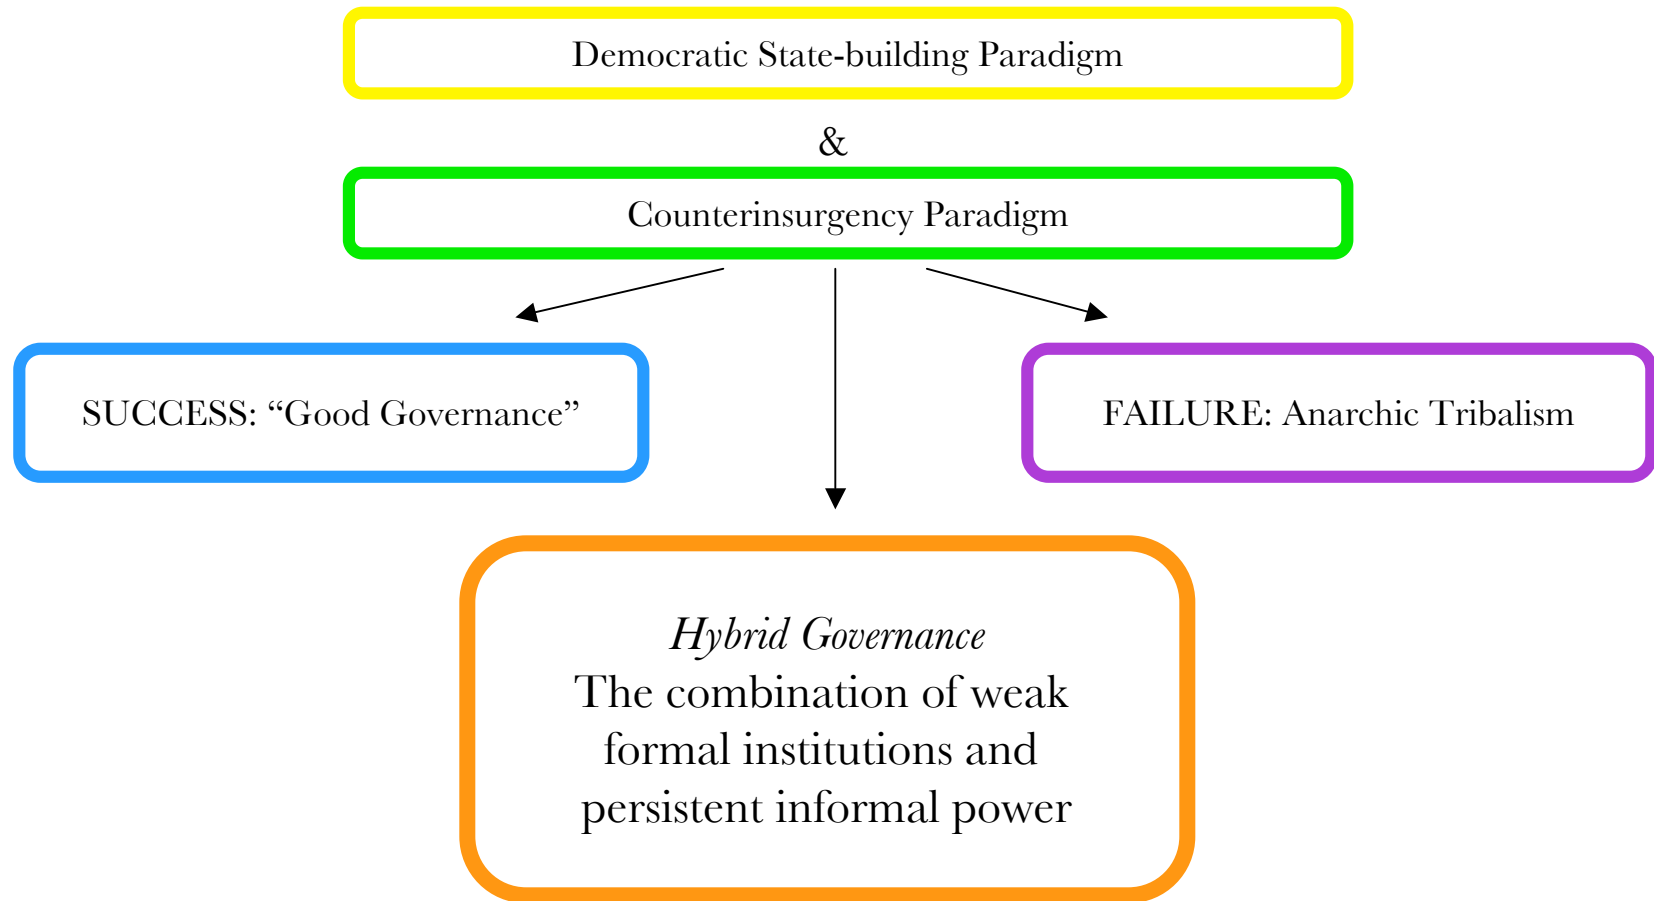 Democratic State-building Paradigm
&
Counterinsurgency Paradigm
SUCCESS: “Good Governance”
FAILURE: Anarchic Tribalism
Hybrid Governance
The combination of weak
formal institutions and
persistent informal power